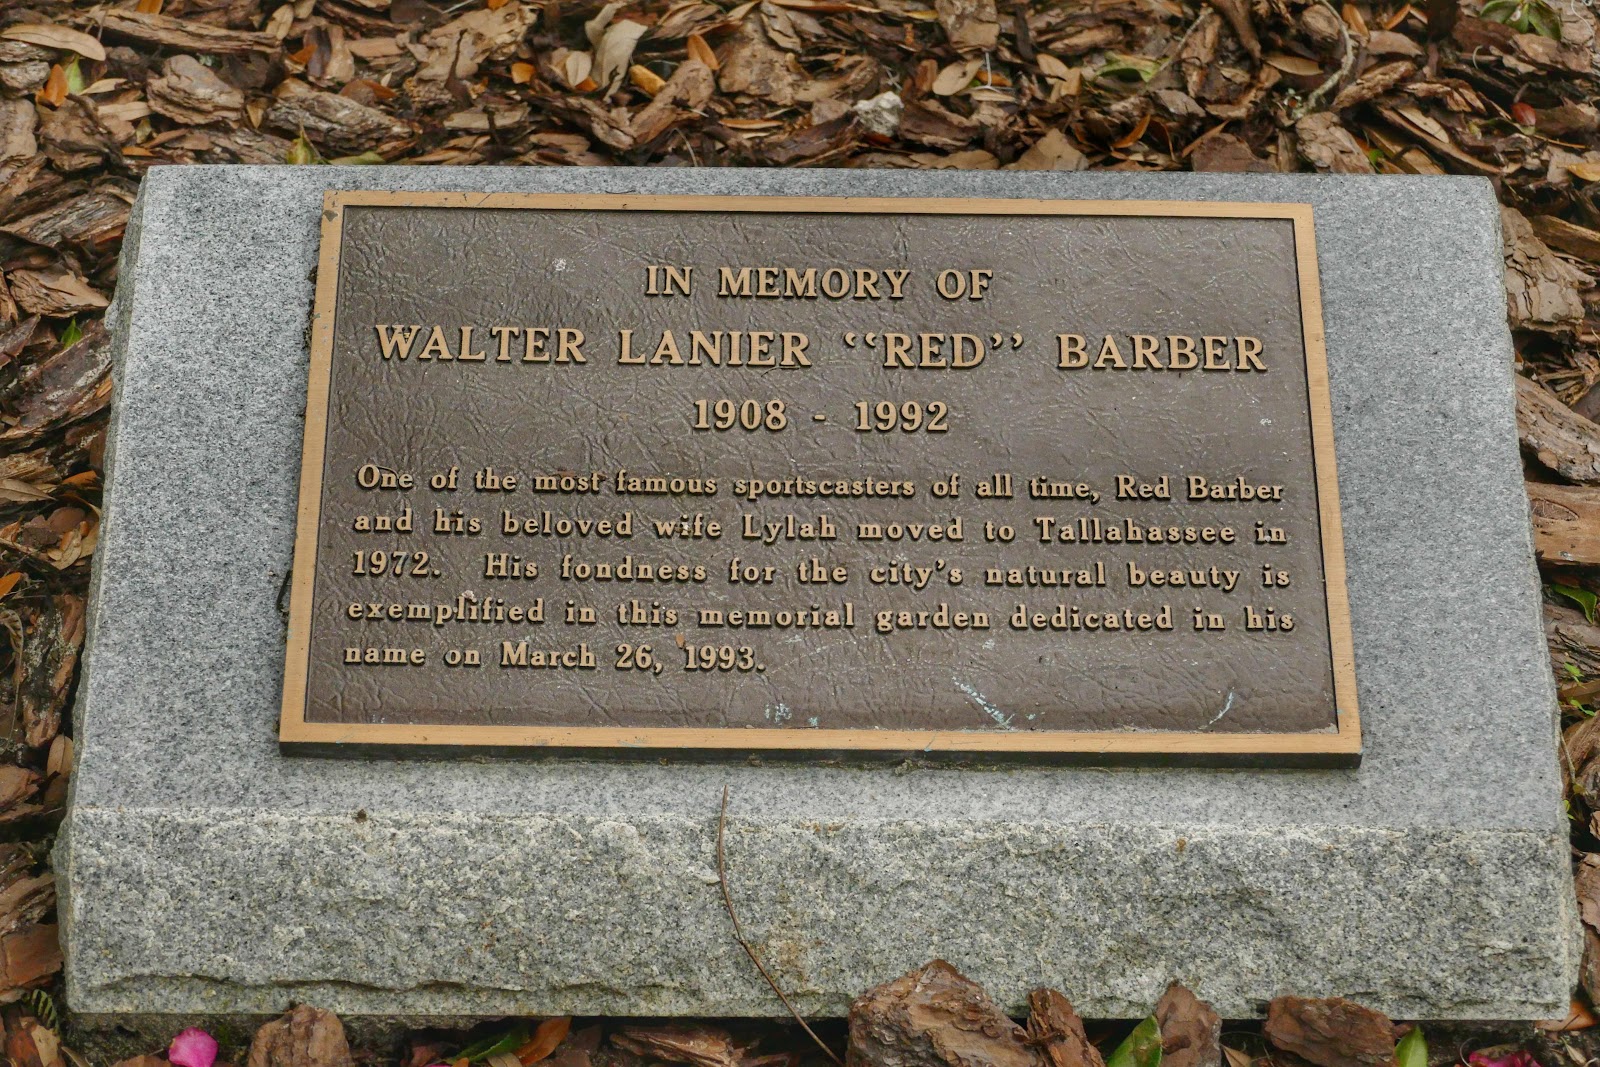 IN MEMORY OF
WALTER LANIER “RED” BARBER
1908 - 1992
One of the most famous sportscasters of all time, Red Barber
and his beloved wife Lylah moved to Tallahassee in
1972. His fondness for the city’s natural beauty is
exemplified in this memorial garden dedicated in his
name on March 26, 1993.